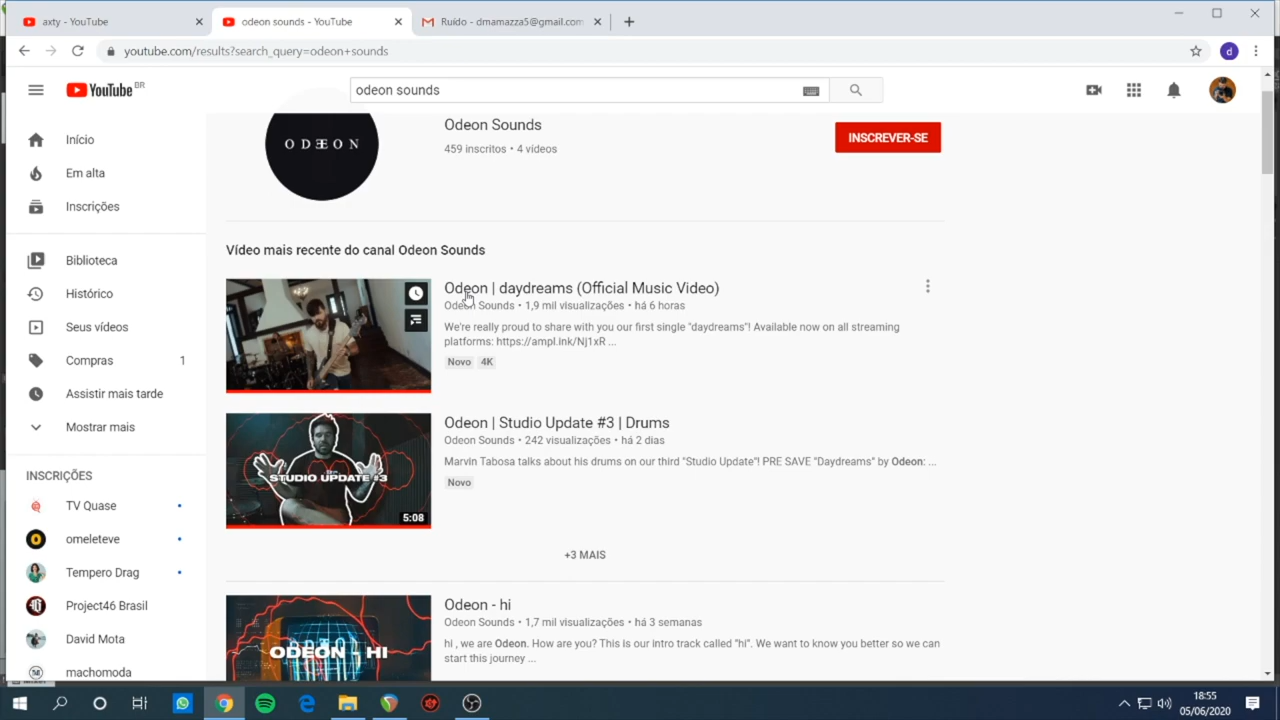 axty - YouTube
odeon sounds - YouTube
Ruído - dmamazza5@gmail.com
youtube.com/results?search_query=odeon+sounds
d
YouTube BR
odeon sounds
Início
Em alta
Inscrições
Biblioteca
Histórico
Seus vídeos
Compras 1
Assistir mais tarde
Mostrar mais
INSCRIÇÕES
TV Quase
omeleteve
Tempero Drag
Project46 Brasil
David Mota
machomoda
Odeon Sounds
459 inscritos • 4 vídeos
INSCREVER-SE
Vídeo mais recente do canal Odeon Sounds
Odeon | daydreams (Official Music Video)
Odeon Sounds • 1,9 mil visualizações • há 6 horas
We're really proud to share with you our first single "daydreams"! Available now on all streaming
platforms: https://ampl.ink/Nj1xR ...
Novo 4K
STUDIO UPDATE #3
5:08
Odeon | Studio Update #3 | Drums
Odeon Sounds • 242 visualizações • há 2 dias
Marvin Tabosa talks about his drums on our third "Studio Update"! PRE SAVE "Daydreams" by Odeon: ...
Novo
+3 MAIS
ODEON - HI
Odeon - hi
Odeon Sounds • 1,7 mil visualizações • há 3 semanas
hi , we are Odeon. How are you? This is our intro track called "hi". We want to know you better so we can
start this journey ...
18:55
05/06/2020